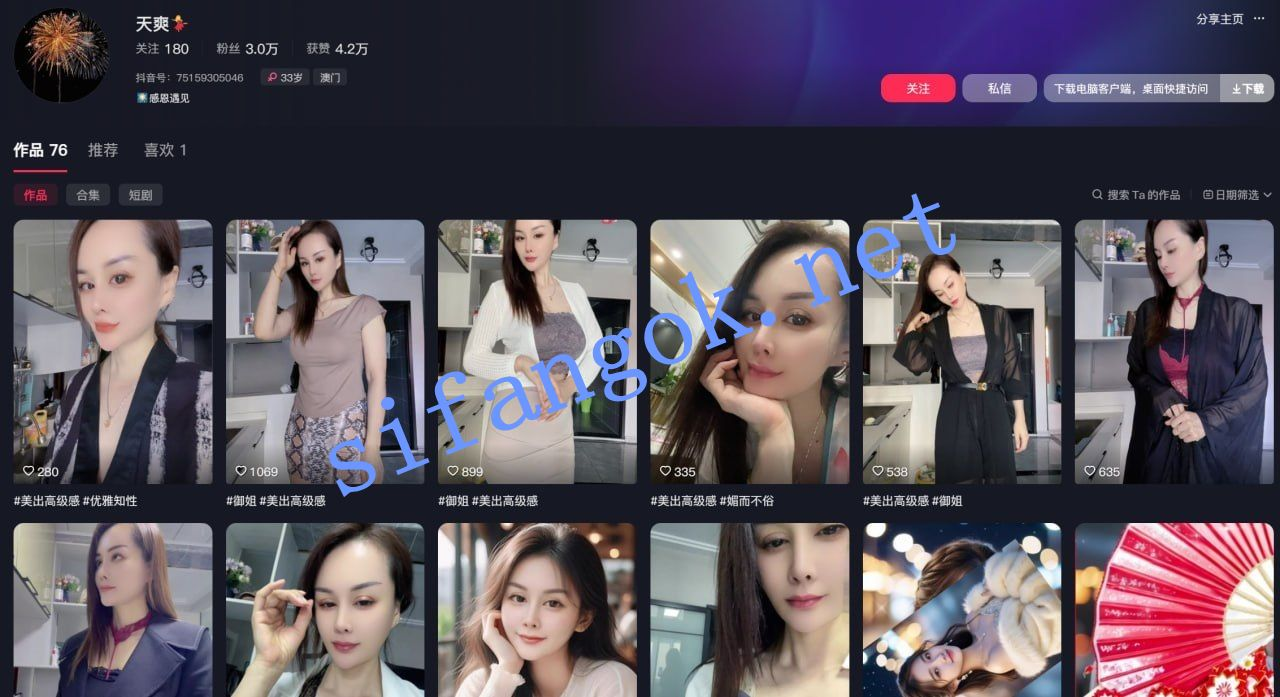 天爽
分享主页
关注 180 粉丝 3.0万 获赞 4.2万
抖音号：75159305046 33岁 澳门
感恩遇见
关注 私信 下载电脑客户端，桌面快捷访问 下载
作品 76 推荐 喜欢 1
作品 合集 短剧
搜索 Ta 的作品 日期筛选
sifangok.net
280 1069 899 335 538 635
#美出高级感 #优雅知性 #御姐 #美出高级感 #御姐 #美出高级感 #美出高级感 #媚而不俗 #美出高级感 #御姐